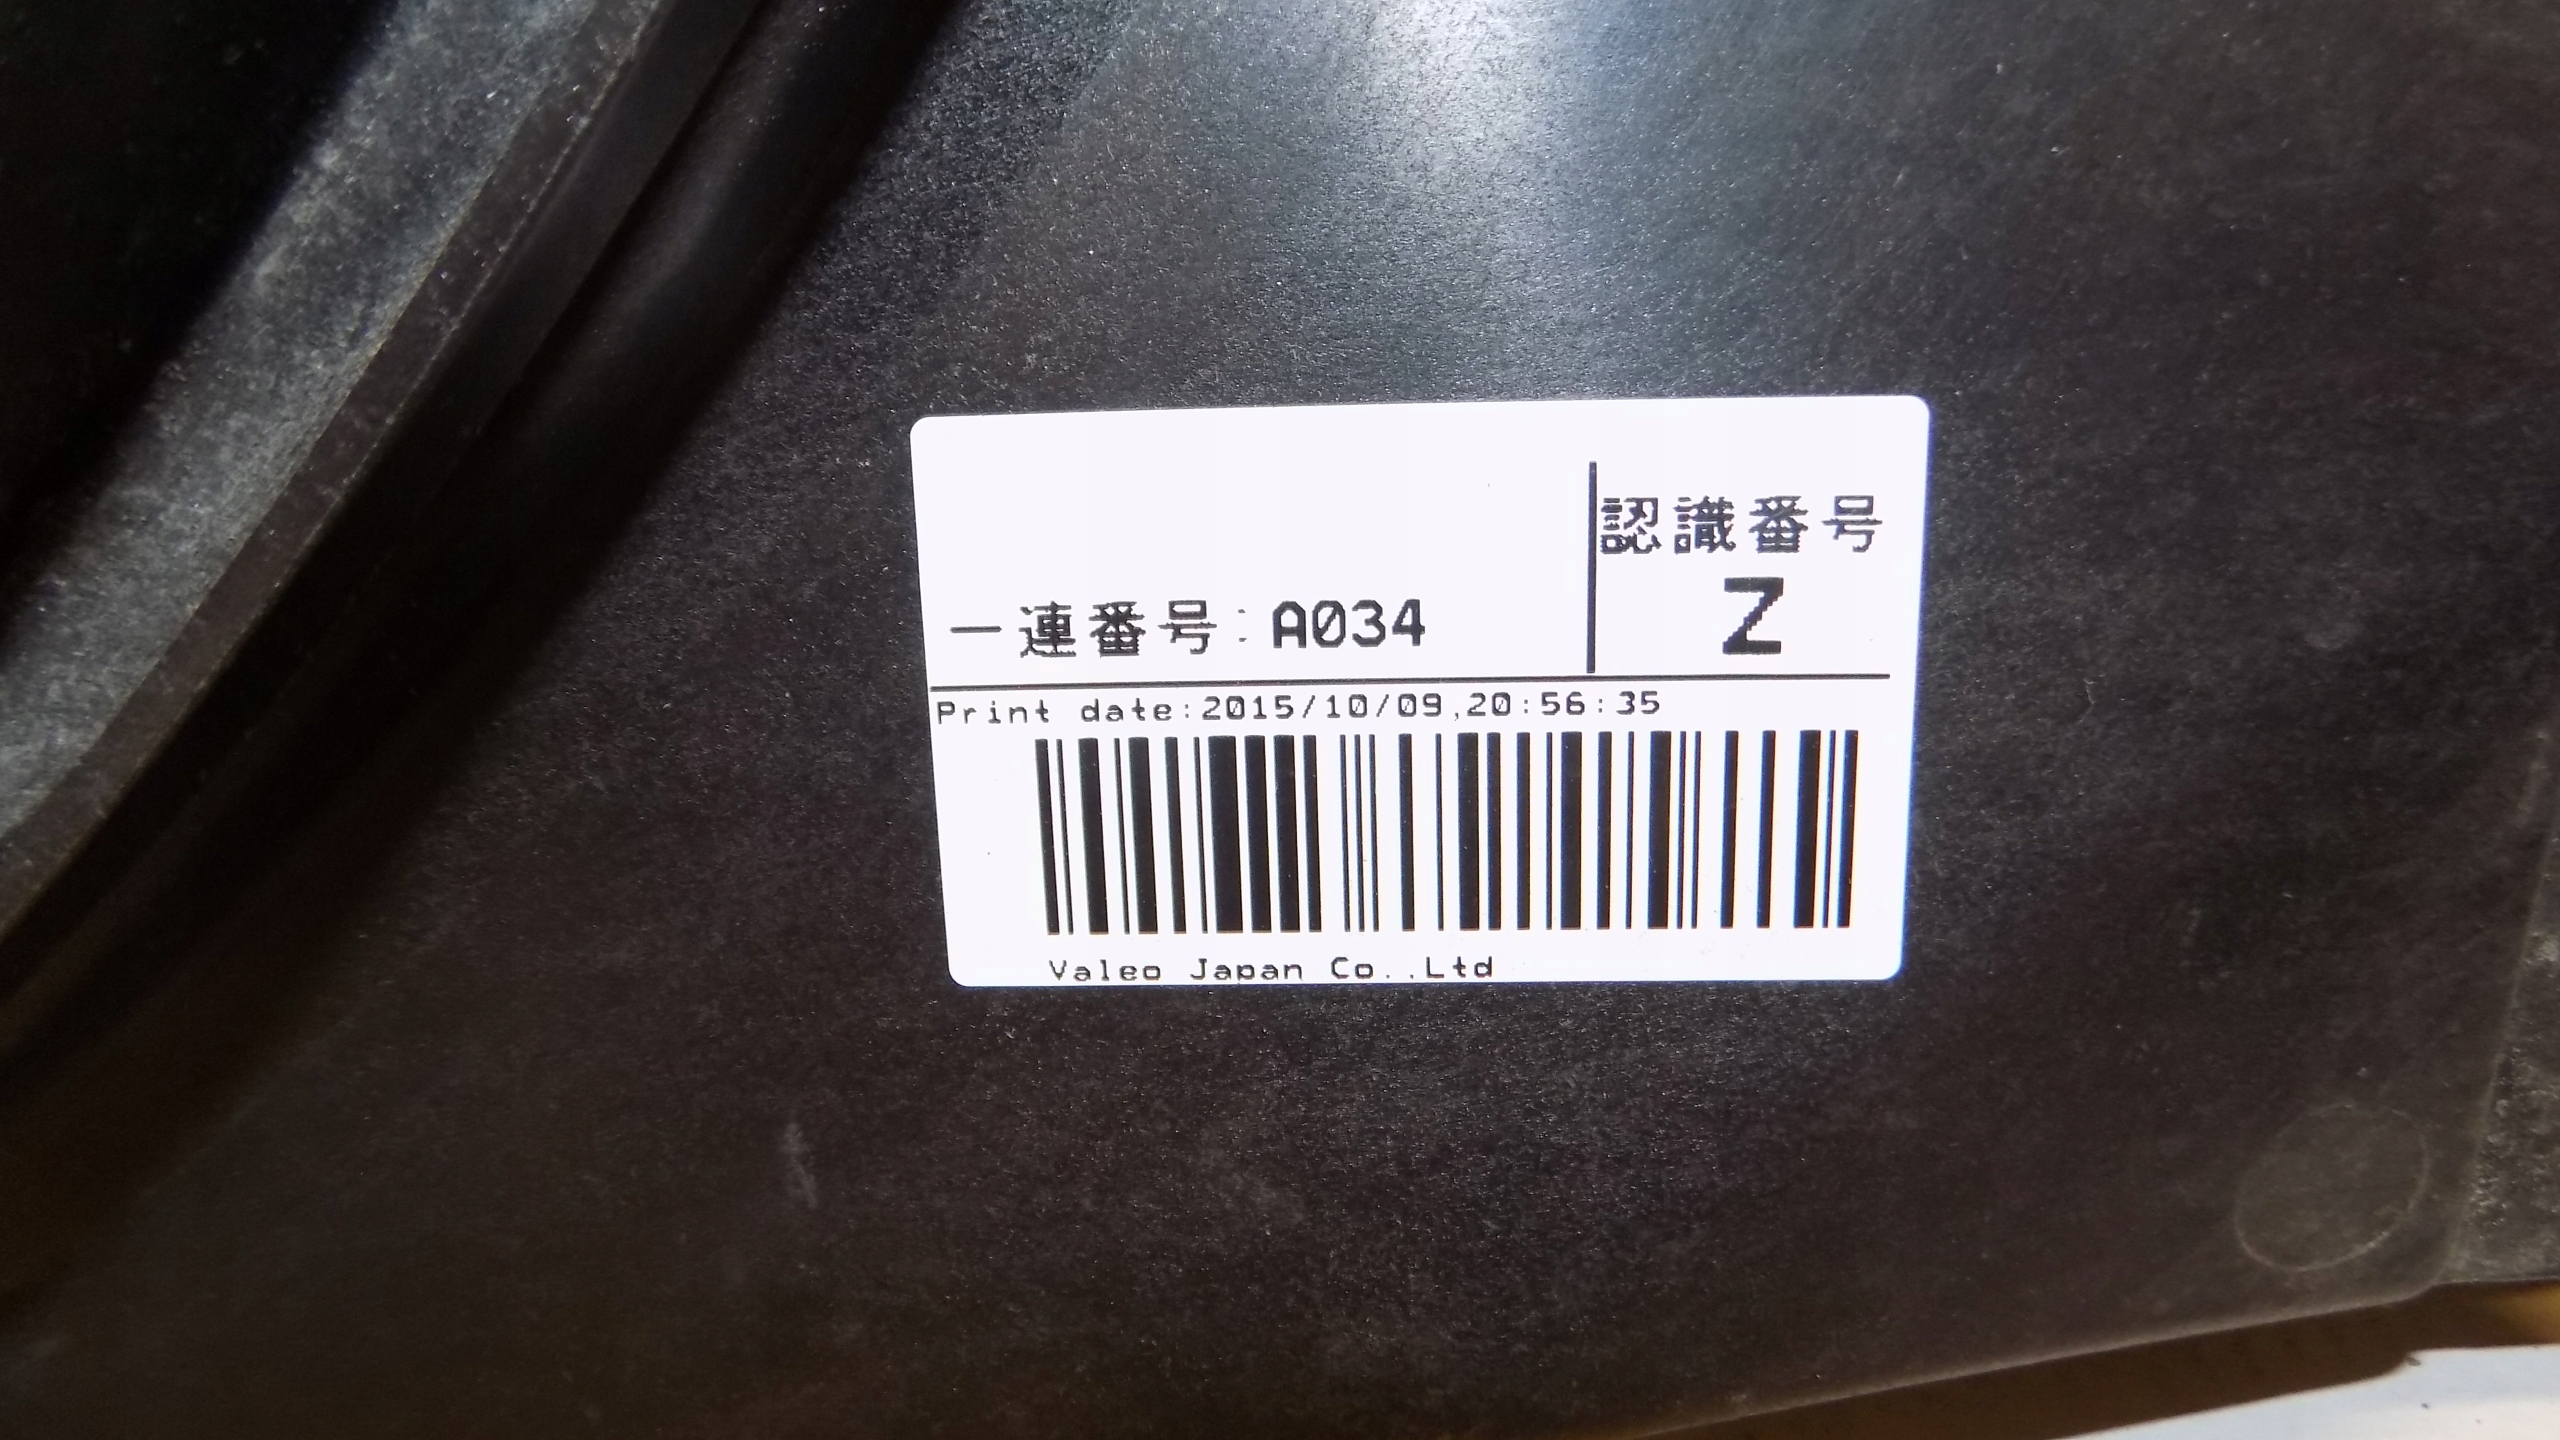 認識番号
Z
一連番号:A034
Print date:2015/10/09,20:56:35
Valeo Japan Co.,Ltd